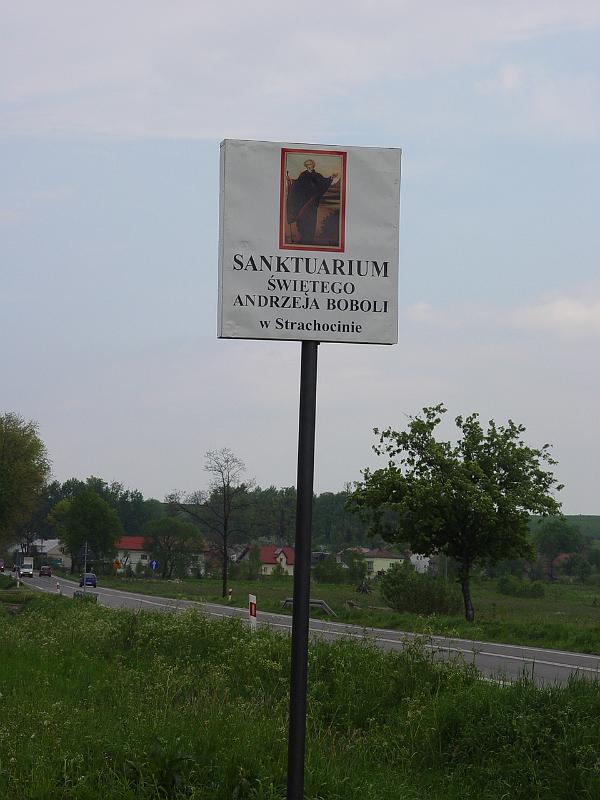 SANKTUARIUM
ŚWIĘTEGO
ANDRZEJA BOBOLI
w Strachocinie